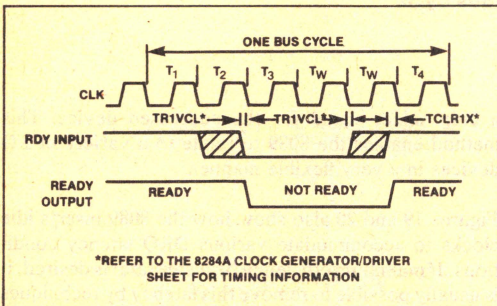 ONE BUS CYCLE
T1 T2 T3 TW TW T4
CLK
TR1VCL* TR1VCL* TCLR1X*
RDY INPUT
READY OUTPUT READY NOT READY READY
*REFER TO THE 8284A CLOCK GENERATOR/DRIVER
SHEET FOR TIMING INFORMATION